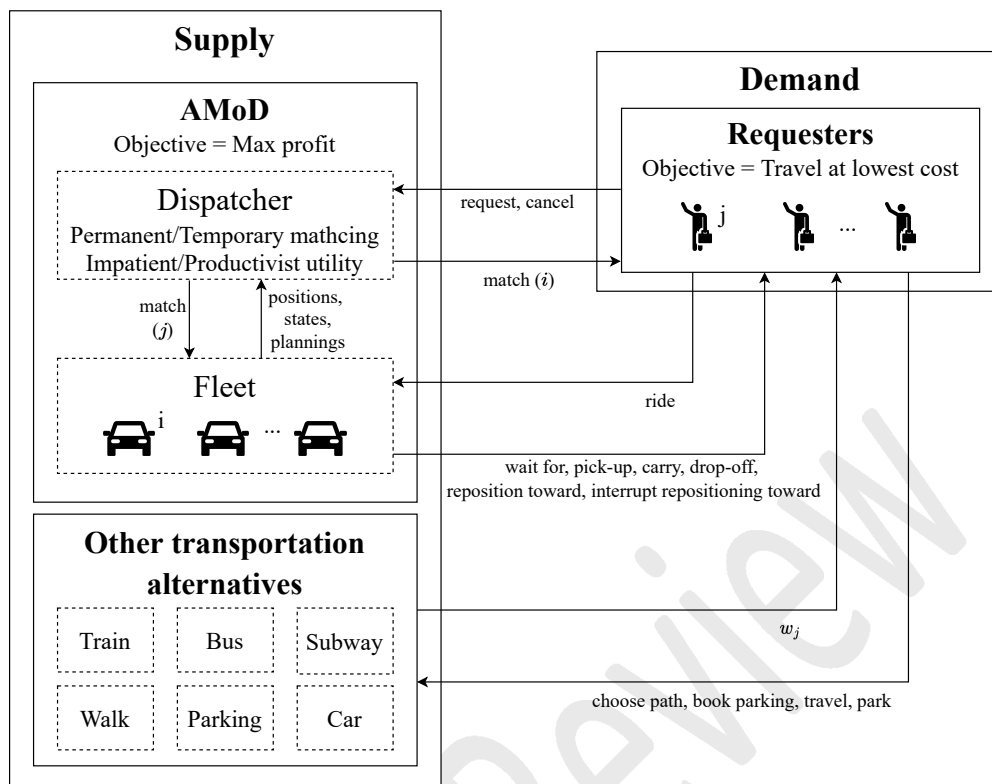 Supply
AMoD
Objective = Max profit
Dispatcher
Permanent/Temporary mathcing
Impatient/Productivist utility
match
(j)
positions,
states,
plannings
Fleet
i
...
Other transportation
alternatives
Train
Bus
Subway
Walk
Parking
Car
Demand
Requesters
Objective = Travel at lowest cost
j
...
request, cancel
match (i)
ride
wait for, pick-up, carry, drop-off,
reposition toward, interrupt repositioning toward
w_j
choose path, book parking, travel, park
Review